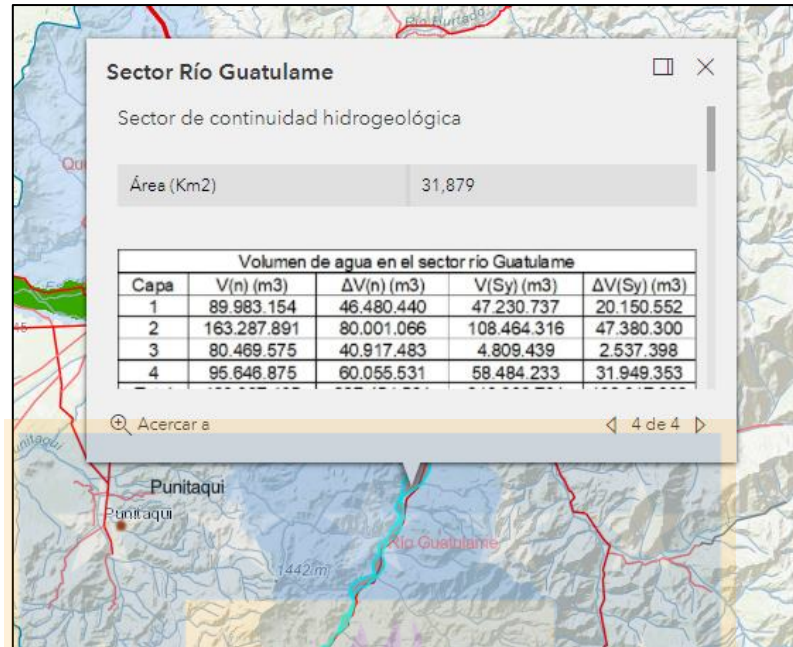 Río Hurtado
Sector Río Guatulame
Sector de continuidad hidrogeológica
Área (Km2) 31,879
Volumen de agua en el sector río Guatulame
Capa V(n) (m3) ΔV(n) (m3) V(Sy) (m3) ΔV(Sy) (m3)
1 89.983.154 46.480.440 47.230.737 20.150.552
2 163.287.891 80.001.066 108.464.316 47.380.300
3 80.469.575 40.917.483 4.809.439 2.537.398
4 95.646.875 60.055.531 58.484.233 31.949.353
Acercar a 4 de 4
Punitaqui
Punitaqui
Río Guatulame
1442 m